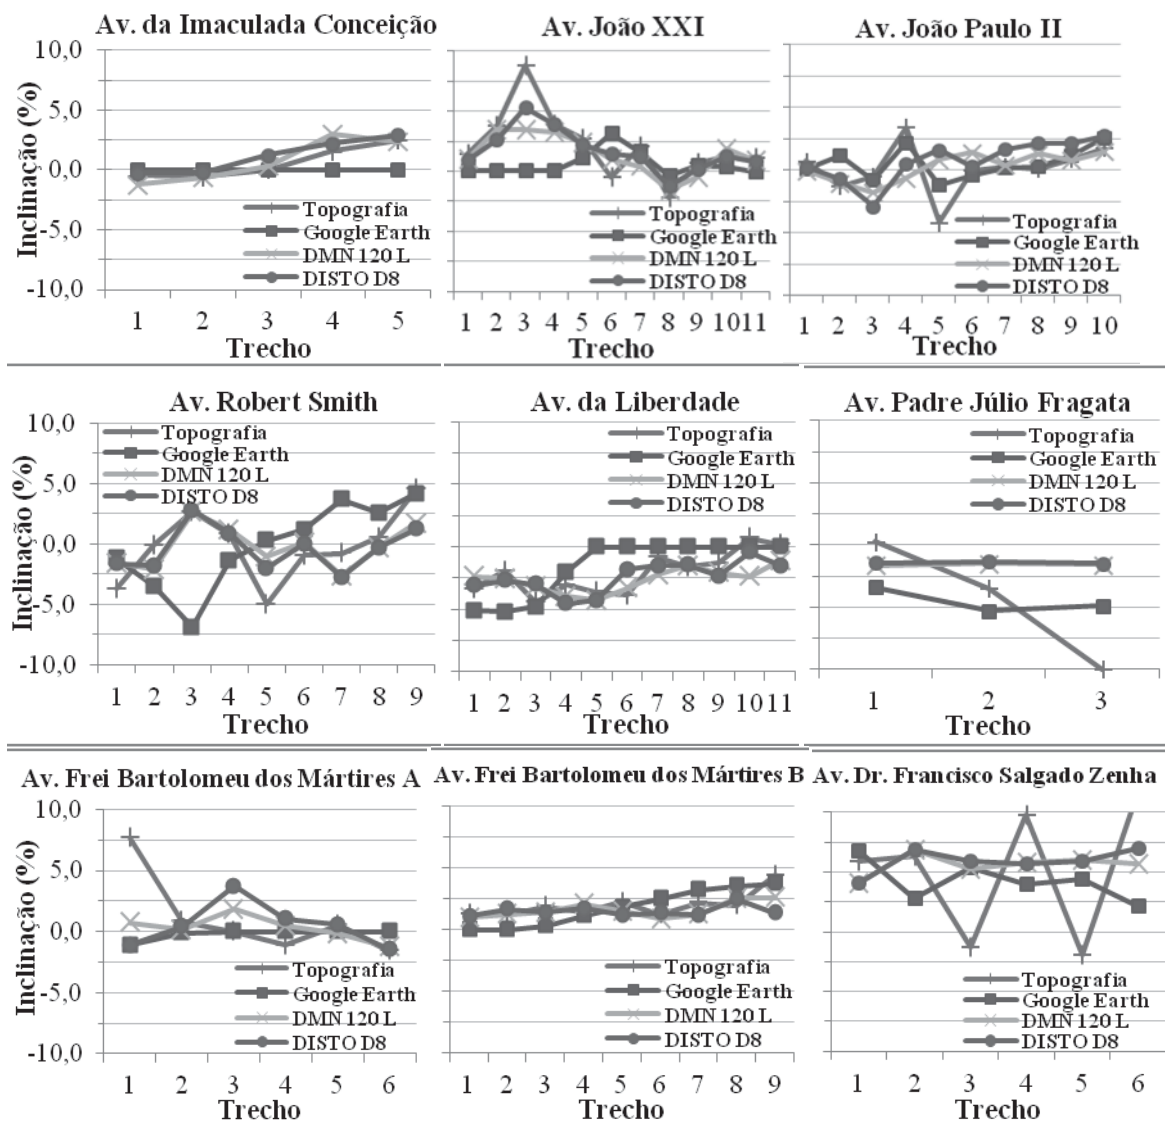 Av. da Imaculada Conceição
10,0
5,0
0,0
-5,0
-10,0
Inclinação (%)
Topografia
Google Earth
DMN 120 L
DISTO D8
1 2 3 4 5
Trecho
Av. João XXI
Topografia
Google Earth
DMN 120 L
DISTO D8
1 2 3 4 5 6 7 8 9 10 11
Trecho
Av. João Paulo II
Topografia
Google Earth
DMN 120 L
DISTO D8
1 2 3 4 5 6 7 8 9 10
Trecho
Av. Robert Smith
10,0
5,0
0,0
-5,0
-10,0
Inclinação (%)
Topografia
Google Earth
DMN 120 L
DISTO D8
1 2 3 4 5 6 7 8 9
Trecho
Av. da Liberdade
Topografia
Google Earth
DMN 120 L
DISTO D8
1 2 3 4 5 6 7 8 9 10 11
Trecho
Av. Padre Júlio Fragata
Topografia
Google Earth
DMN 120 L
DISTO D8
1 2 3
Trecho
Av. Frei Bartolomeu dos Mártires A
10,0
5,0
0,0
-5,0
-10,0
Inclinação (%)
Topografia
Google Earth
DMN 120 L
DISTO D8
1 2 3 4 5 6
Trecho
Av. Frei Bartolomeu dos Mártires B
Topografia
Google Earth
DMN 120 L
DISTO D8
1 2 3 4 5 6 7 8 9
Trecho
Av. Dr. Francisco Salgado Zenha
Topografia
Google Earth
DMN 120 L
DISTO D8
1 2 3 4 5 6
Trecho